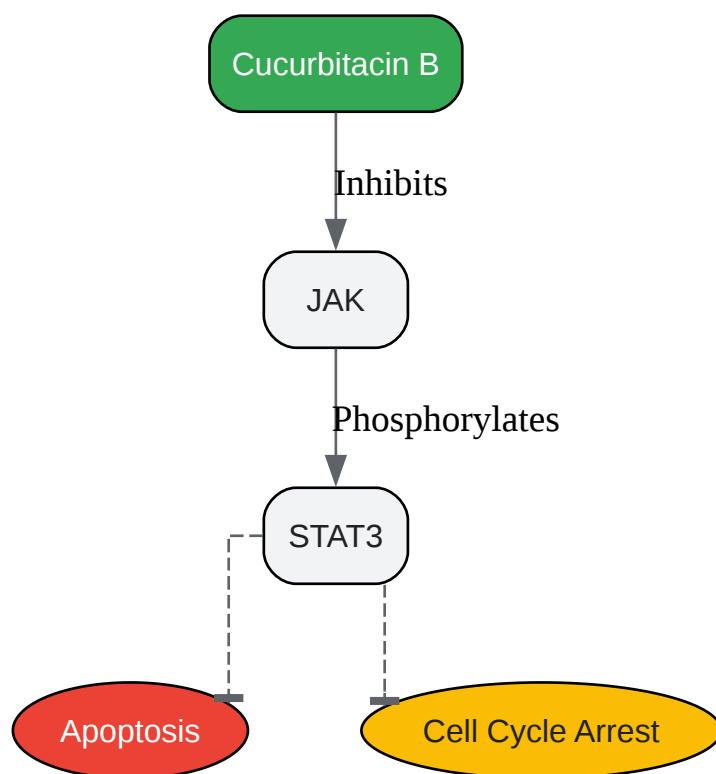 Cucurbitacin B
Inhibits
JAK
Phosphorylates
STAT3
Apoptosis
Cell Cycle Arrest